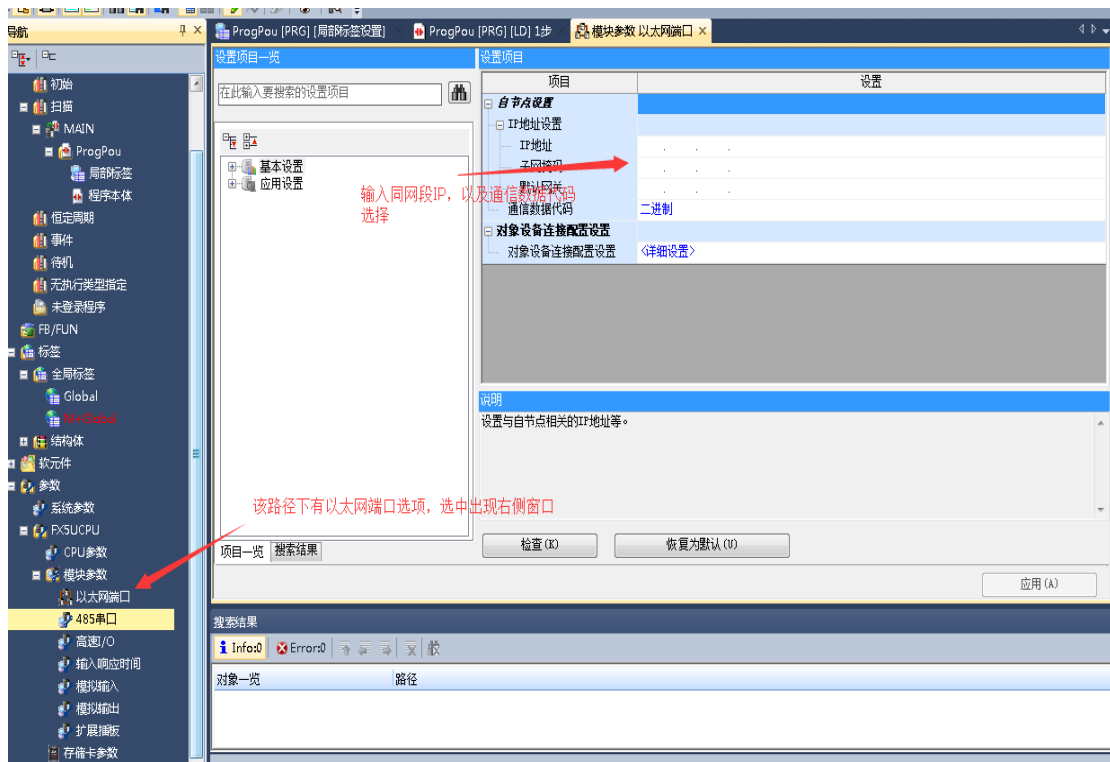 导航
ProgPou [PRG] [局部标签设置]
ProgPou [PRG] [LD] 1步
模块参数 以太网端口
初始
扫描
MAIN
ProgPou
局部标签
程序本体
恒定周期
事件
待机
无执行类型指定
未登录程序
FB/FUN
标签
全局标签
Global
M+Global
结构体
软元件
参数
系统参数
FX5UCPU
CPU参数
模块参数
以太网端口
485串口
高速I/O
输入响应时间
模拟输入
模拟输出
扩展插板
存储卡参数
设置项目一览
在此输入要搜索的设置项目
基本设置
应用设置
项目一览
搜索结果
设置项目
项目 设置
自节点设置
IP地址设置
IP地址 . . .
子网掩码 . . .
默认网关 . . .
通信数据代码 二进制
对象设备连接配置设置
对象设备连接配置设置 <详细设置>
输入同网段IP，以及通信数据代码
选择
该路径下有以太网端口选项，选中出现右侧窗口
说明
设置与自节点相关的IP地址等。
检查(K)
恢复为默认(U)
应用(A)
搜索结果
Info:0
Error:0
对象一览 路径